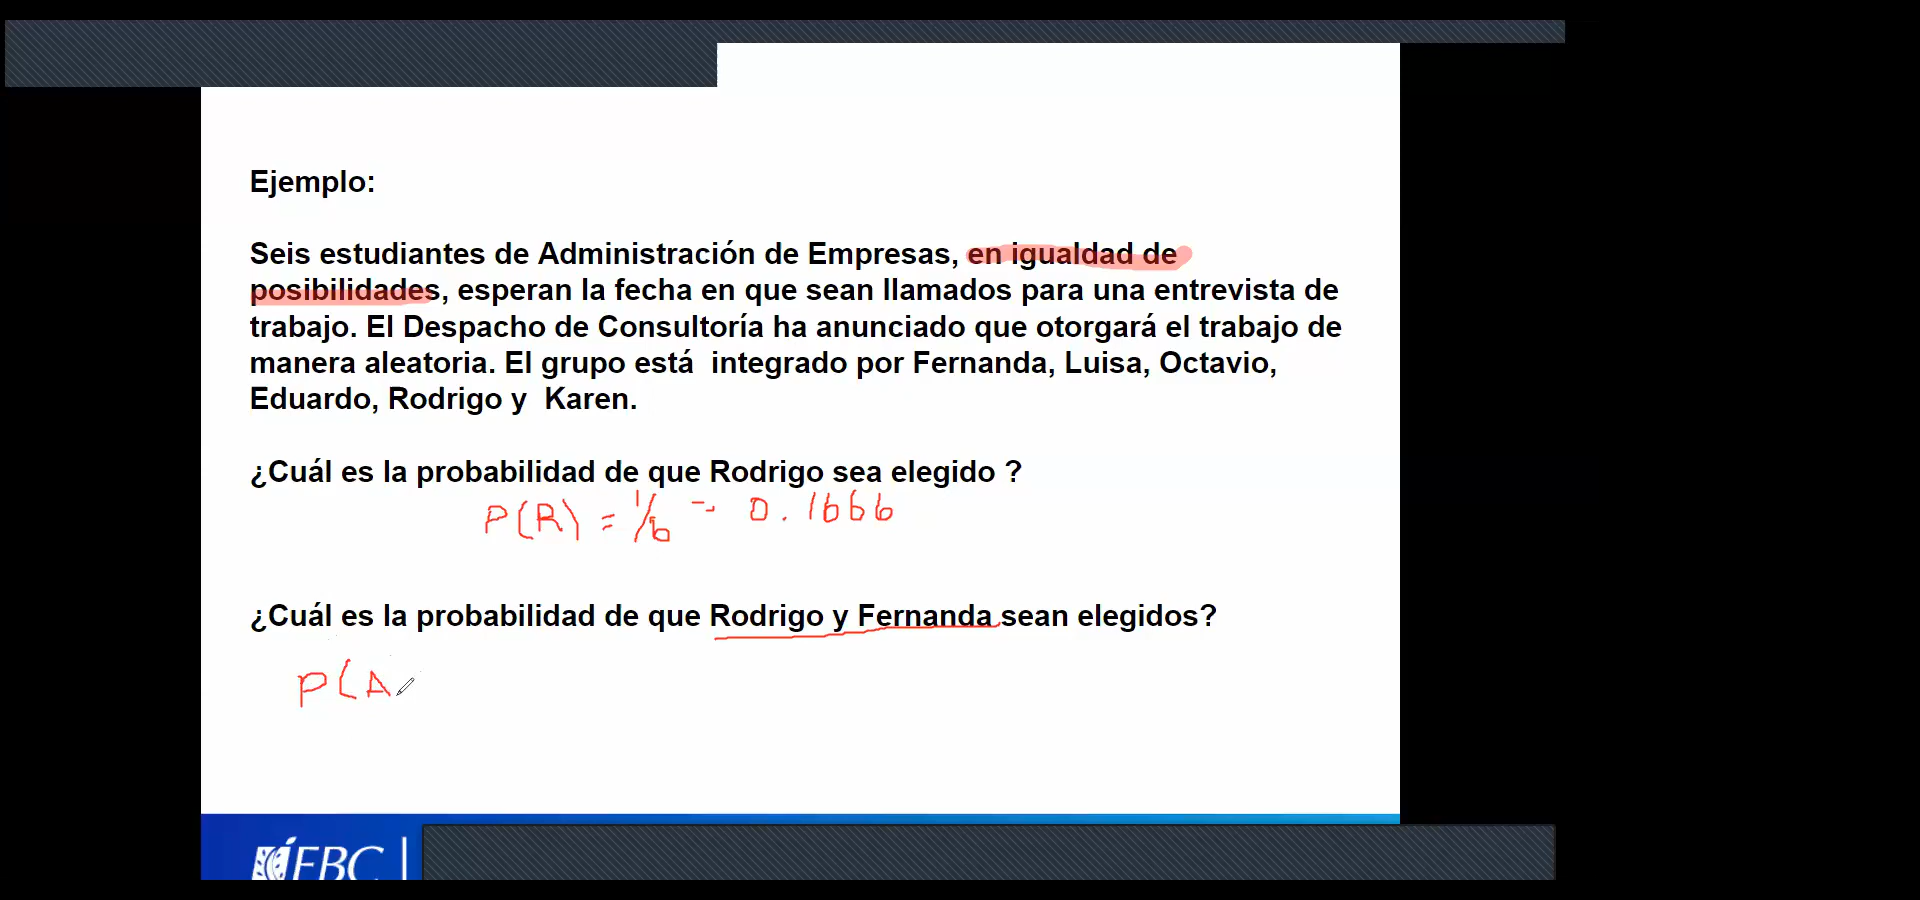 Ejemplo:
Seis estudiantes de Administración de Empresas, en igualdad de
posibilidades, esperan la fecha en que sean llamados para una entrevista de
trabajo. El Despacho de Consultoría ha anunciado que otorgará el trabajo de
manera aleatoria. El grupo está integrado por Fernanda, Luisa, Octavio,
Eduardo, Rodrigo y Karen.
¿Cuál es la probabilidad de que Rodrigo sea elegido ?
P(R) = 1/6 = 0.1666
¿Cuál es la probabilidad de que Rodrigo y Fernanda sean elegidos?
P(A
EBC